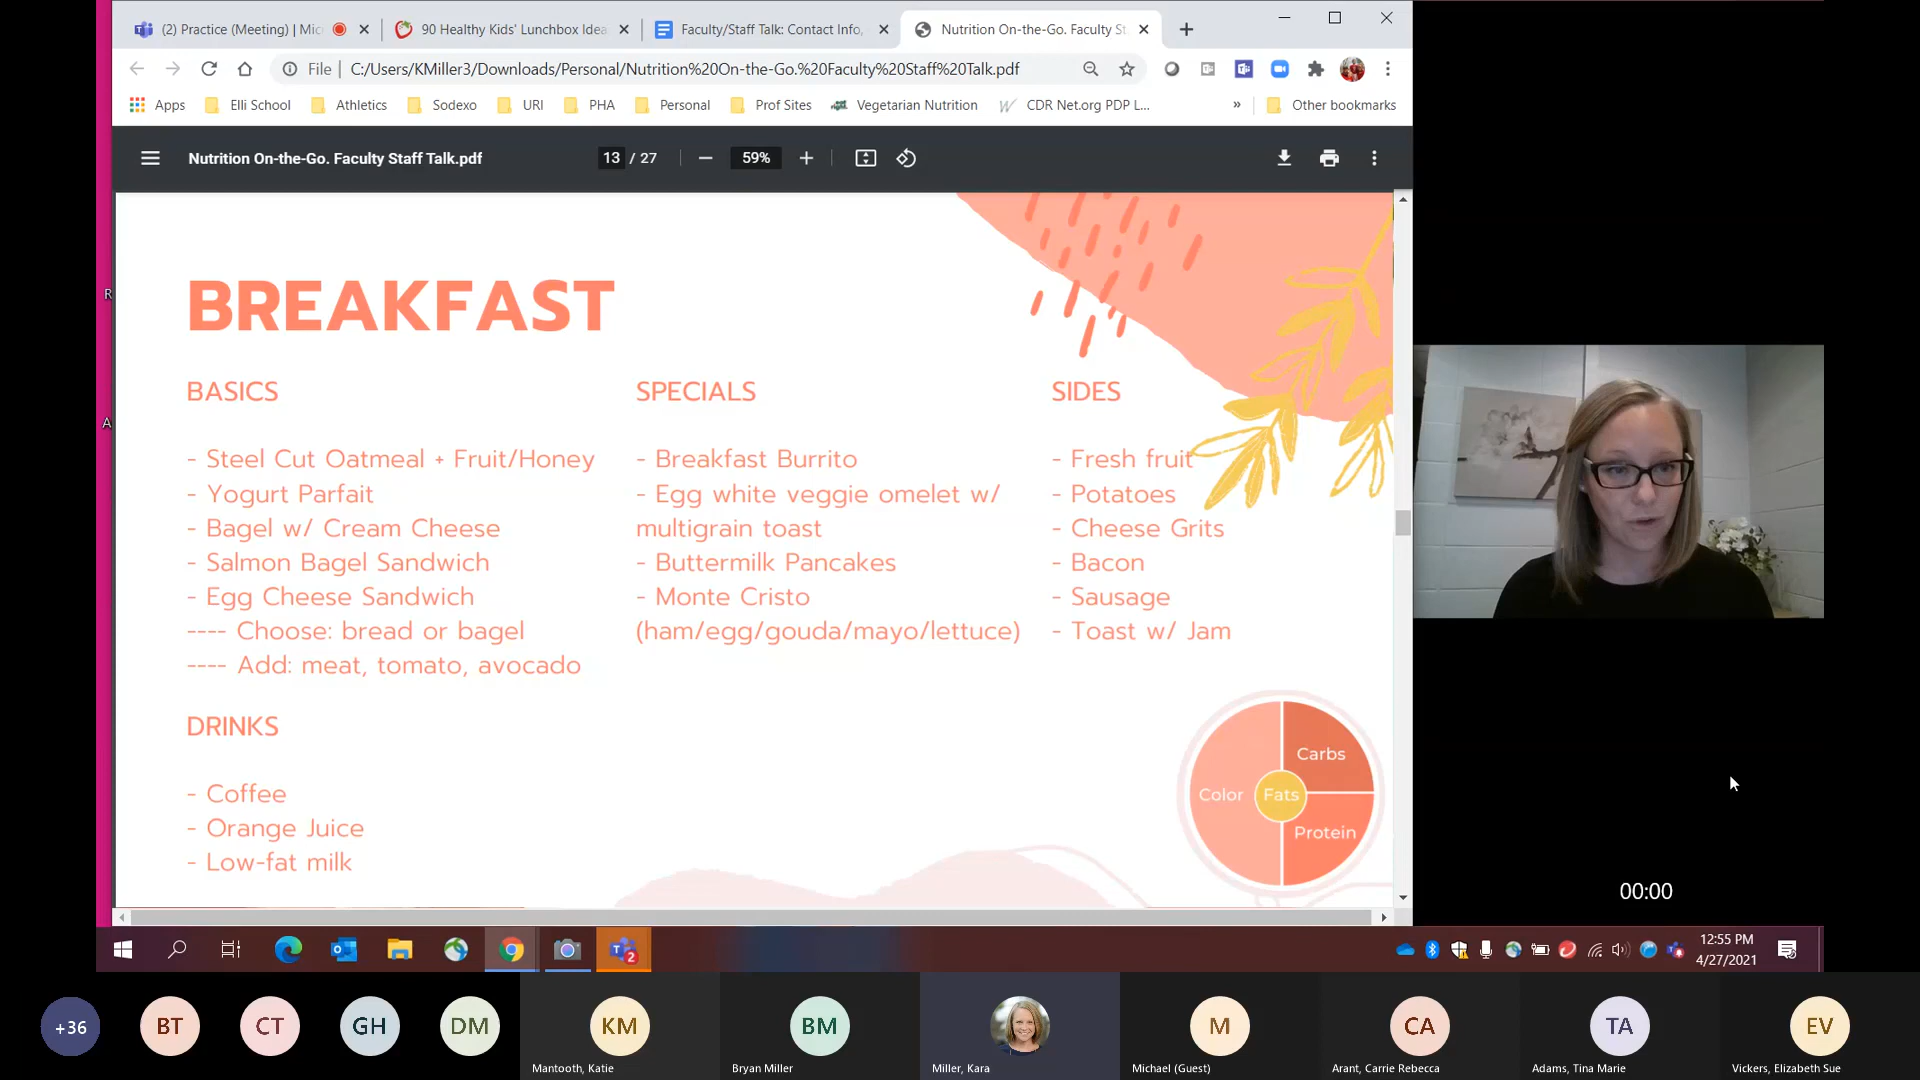 (2) Practice (Meeting) | Mic
90 Healthy Kids' Lunchbox Idea
Faculty/Staff Talk: Contact Info,
Nutrition On-the-Go. Faculty St
File | C:/Users/KMiller3/Downloads/Personal/Nutrition%20On-the-Go.%20Faculty%20Staff%20Talk.pdf
Apps Elli School Athletics Sodexo URI PHA Personal Prof Sites Vegetarian Nutrition CDR Net.org PDP L... » Other bookmarks
Nutrition On-the-Go. Faculty Staff Talk.pdf 13 / 27 59%
R
A
BREAKFAST
BASICS
- Steel Cut Oatmeal + Fruit/Honey
- Yogurt Parfait
- Bagel w/ Cream Cheese
- Salmon Bagel Sandwich
- Egg Cheese Sandwich
---- Choose: bread or bagel
---- Add: meat, tomato, avocado
DRINKS
- Coffee
- Orange Juice
- Low-fat milk
SPECIALS
- Breakfast Burrito
- Egg white veggie omelet w/
multigrain toast
- Buttermilk Pancakes
- Monte Cristo
(ham/egg/gouda/mayo/lettuce)
SIDES
- Fresh fruit
- Potatoes
- Cheese Grits
- Bacon
- Sausage
- Toast w/ Jam
Carbs
Color
Fats
Protein
00:00
2
12:55 PM
4/27/2021
+36
BT
CT
GH
DM
KM
Mantooth, Katie
BM
Bryan Miller
Miller, Kara
M
Michael (Guest)
CA
Arant, Carrie Rebecca
TA
Adams, Tina Marie
EV
Vickers, Elizabeth Sue